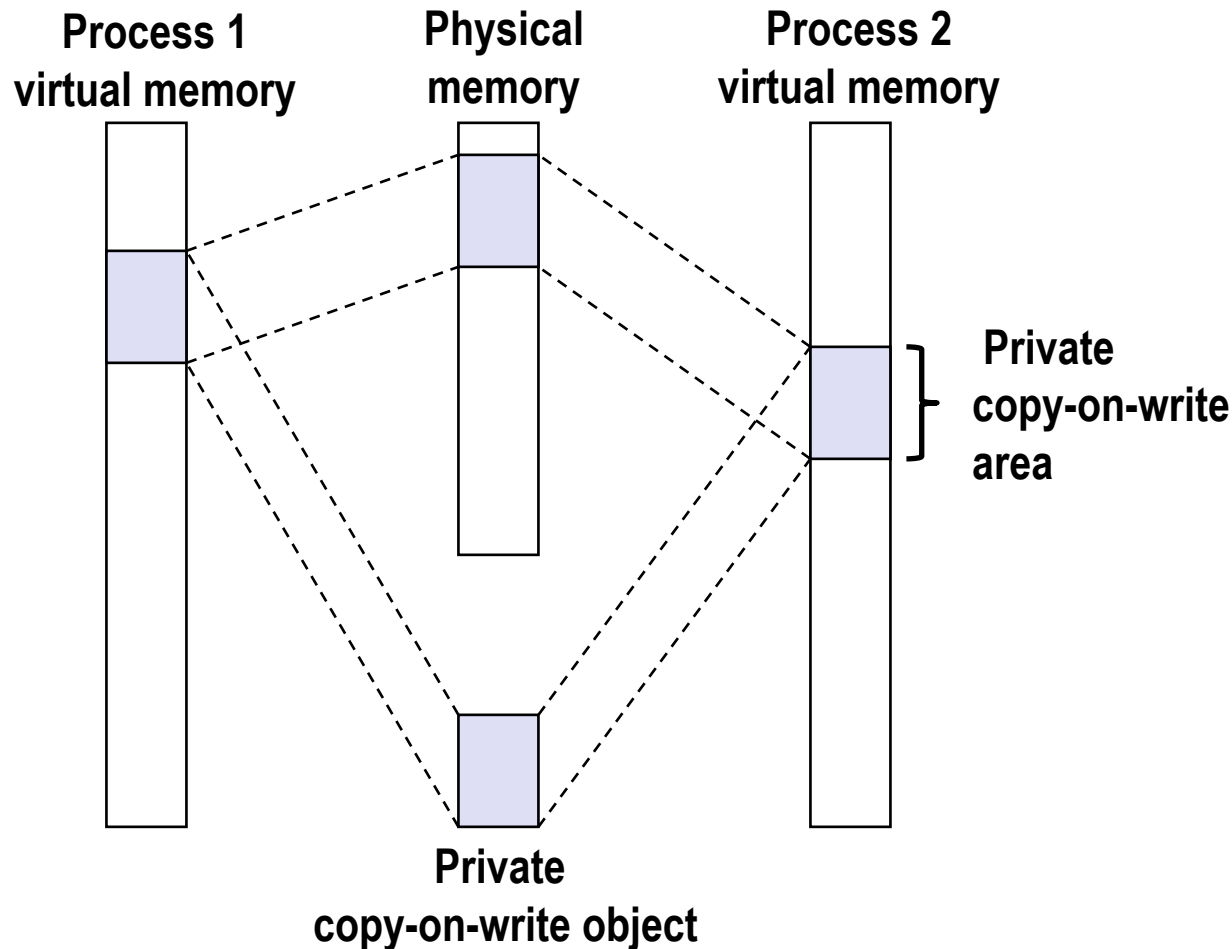 Process 1
virtual memory
Physical
memory
Process 2
virtual memory
Private
copy-on-write
area
Private
copy-on-write object